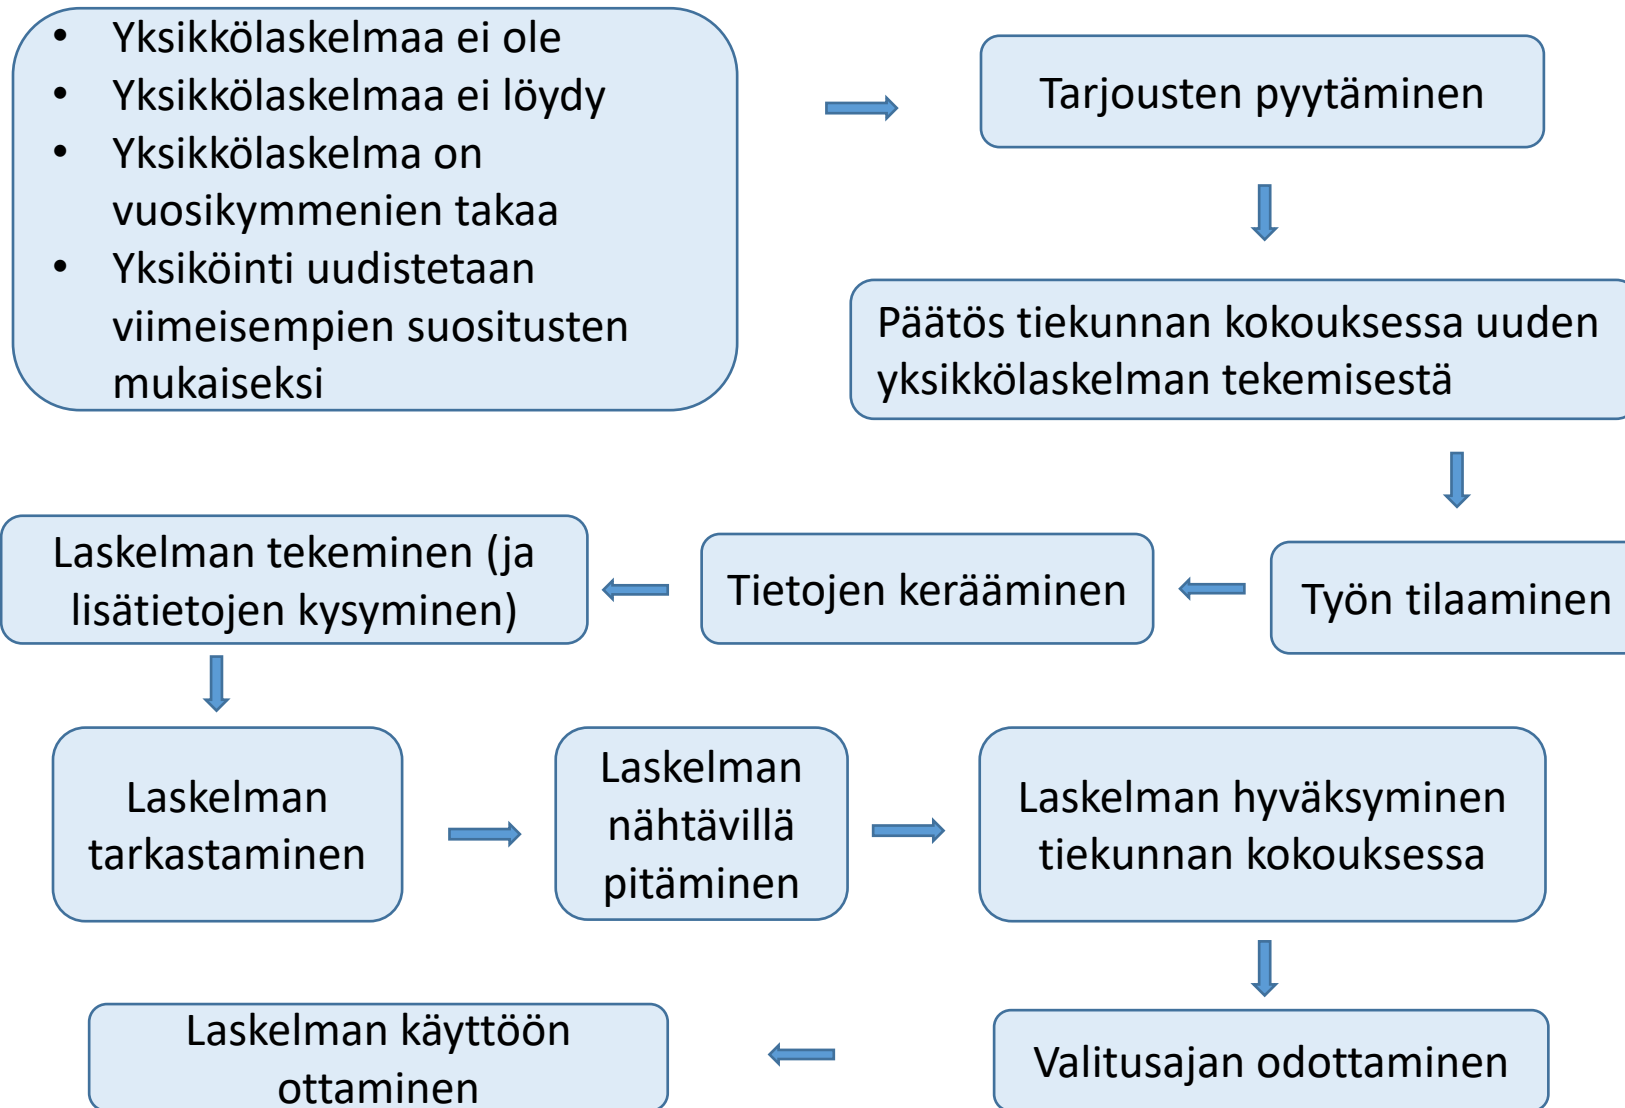 • Yksikkölaskelmaa ei ole
• Yksikkölaskelmaa ei löydy
• Yksikkölaskelma on
vuosikymmenien takaa
• Yksiköinti uudistetaan
viimeisempien suositusten
mukaiseksi
Tarjousten pyytäminen
Päätös tiekunnan kokouksessa uuden
yksikkölaskelman tekemisestä
Työn tilaaminen
Tietojen kerääminen
Laskelman tekeminen (ja
lisätietojen kysyminen)
Laskelman
tarkastaminen
Laskelman
nähtävillä
pitäminen
Laskelman hyväksyminen
tiekunnan kokouksessa
Valitusajan odottaminen
Laskelman käyttöön
ottaminen